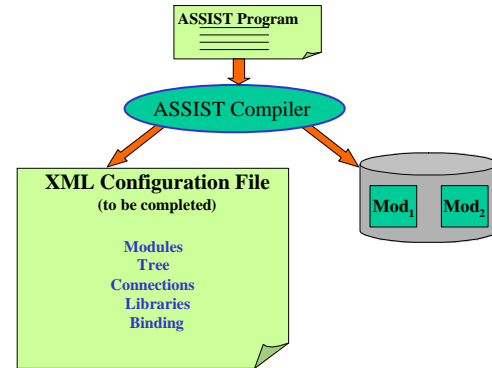 ASSIST Program
ASSIST Compiler
XML Configuration File
(to be completed)
Modules
Tree
Connections
Libraries
Binding
Mod1 Mod2